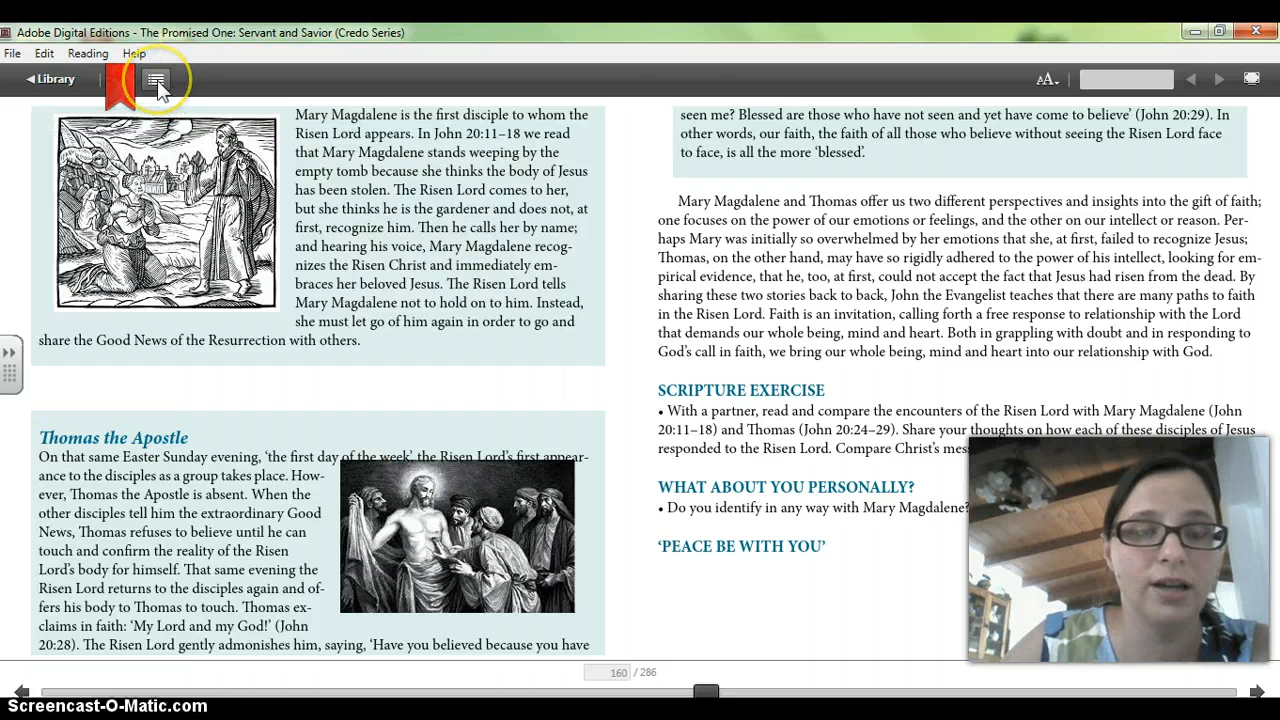 Adobe Digital Editions - The Promised One: Servant and Savior (Credo Series)
File Edit Reading Help
Library
AA
Mary Magdalene is the first disciple to whom the
Risen Lord appears. In John 20:11–18 we read
that Mary Magdalene stands weeping by the
empty tomb because she thinks the body of Jesus
has been stolen. The Risen Lord comes to her,
but she thinks he is the gardener and does not, at
first, recognize him. Then he calls her by name;
and hearing his voice, Mary Magdalene recog-
nizes the Risen Christ and immediately em-
braces her beloved Jesus. The Risen Lord tells
Mary Magdalene not to hold on to him. Instead,
she must let go of him again in order to go and
share the Good News of the Resurrection with others.
Thomas the Apostle
On that same Easter Sunday evening, ‘the first day of the week’, the Risen Lord’s first appear-
ance to the disciples as a group takes place. How-
ever, Thomas the Apostle is absent. When the
other disciples tell him the extraordinary Good
News, Thomas refuses to believe until he can
touch and confirm the reality of the Risen
Lord’s body for himself. That same evening the
Risen Lord returns to the disciples again and of-
fers his body to Thomas to touch. Thomas ex-
claims in faith: ‘My Lord and my God!’ (John
20:28). The Risen Lord gently admonishes him, saying, ‘Have you believed because you have
seen me? Blessed are those who have not seen and yet have come to believe’ (John 20:29). In
other words, our faith, the faith of all those who believe without seeing the Risen Lord face
to face, is all the more ‘blessed’.
Mary Magdalene and Thomas offer us two different perspectives and insights into the gift of faith;
one focuses on the power of our emotions or feelings, and the other on our intellect or reason. Per-
haps Mary was initially so overwhelmed by her emotions that she, at first, failed to recognize Jesus;
Thomas, on the other hand, may have so rigidly adhered to the power of his intellect, looking for em-
pirical evidence, that he, too, at first, could not accept the fact that Jesus had risen from the dead. By
sharing these two stories back to back, John the Evangelist teaches that there are many paths to faith
in the Risen Lord. Faith is an invitation, calling forth a free response to relationship with the Lord
that demands our whole being, mind and heart. Both in grappling with doubt and in responding to
God’s call in faith, we bring our whole being, mind and heart into our relationship with God.
SCRIPTURE EXERCISE
• With a partner, read and compare the encounters of the Risen Lord with Mary Magdalene (John
20:11–18) and Thomas (John 20:24–29). Share your thoughts on how each of these disciples of Jesus
responded to the Risen Lord. Compare Christ’s
WHAT ABOUT YOU PERSONALLY?
• Do you identify in any way with Mary Magdalene?
‘PEACE BE WITH YOU’
160 / 286
Screencast-O-Matic.com